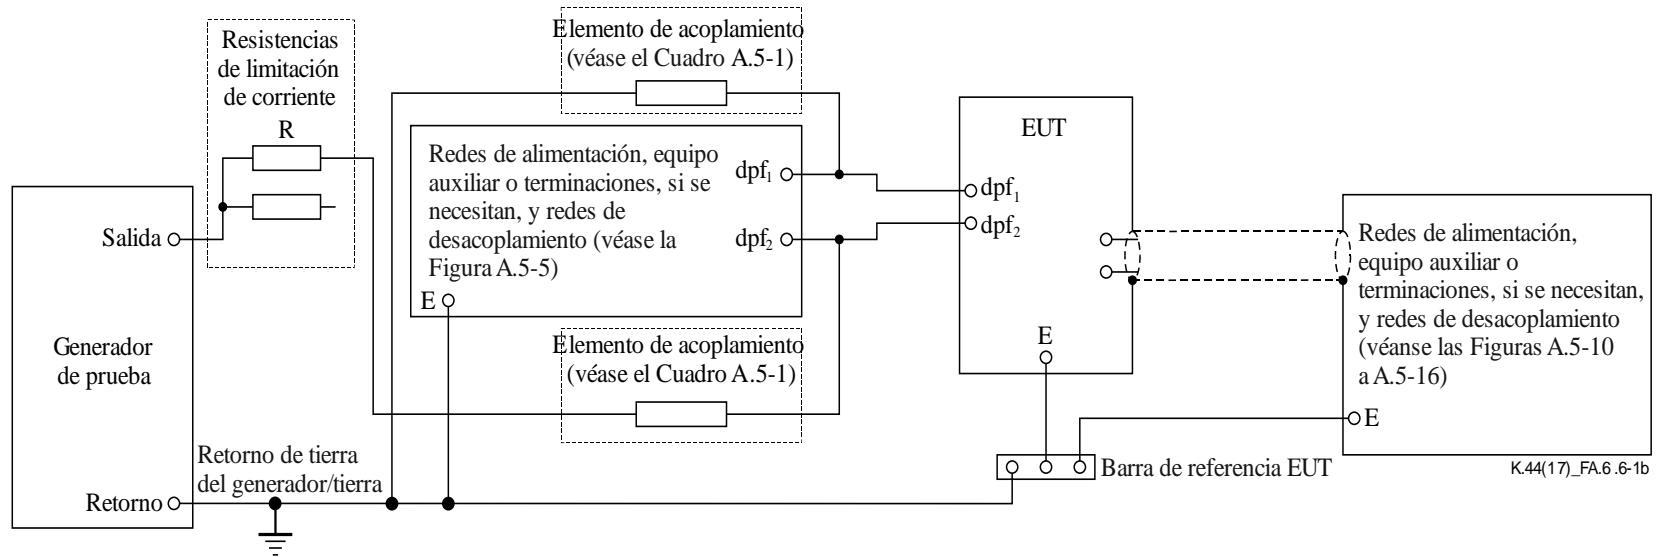 Resistencias
de limitación
de corriente
R
Elemento de acoplamiento
(véase el Cuadro A.5-1)
EUT
Redes de alimentación, equipo
auxiliar o terminaciones, si se
necesitan, y redes de
desacoplamiento (véase la
Figura A.5-5)
dpf1
dpf2
E
dpf1
dpf2
E
Salida
Generador
de prueba
Retorno
Elemento de acoplamiento
(véase el Cuadro A.5-1)
Redes de alimentación,
equipo auxiliar o
terminaciones, si se necesitan,
y redes de desacoplamiento
(véanse las Figuras A.5-10
a A.5-16)
E
Retorno de tierra
del generador/tierra
Barra de referencia EUT
K.44(17)_FA.6 .6-1b